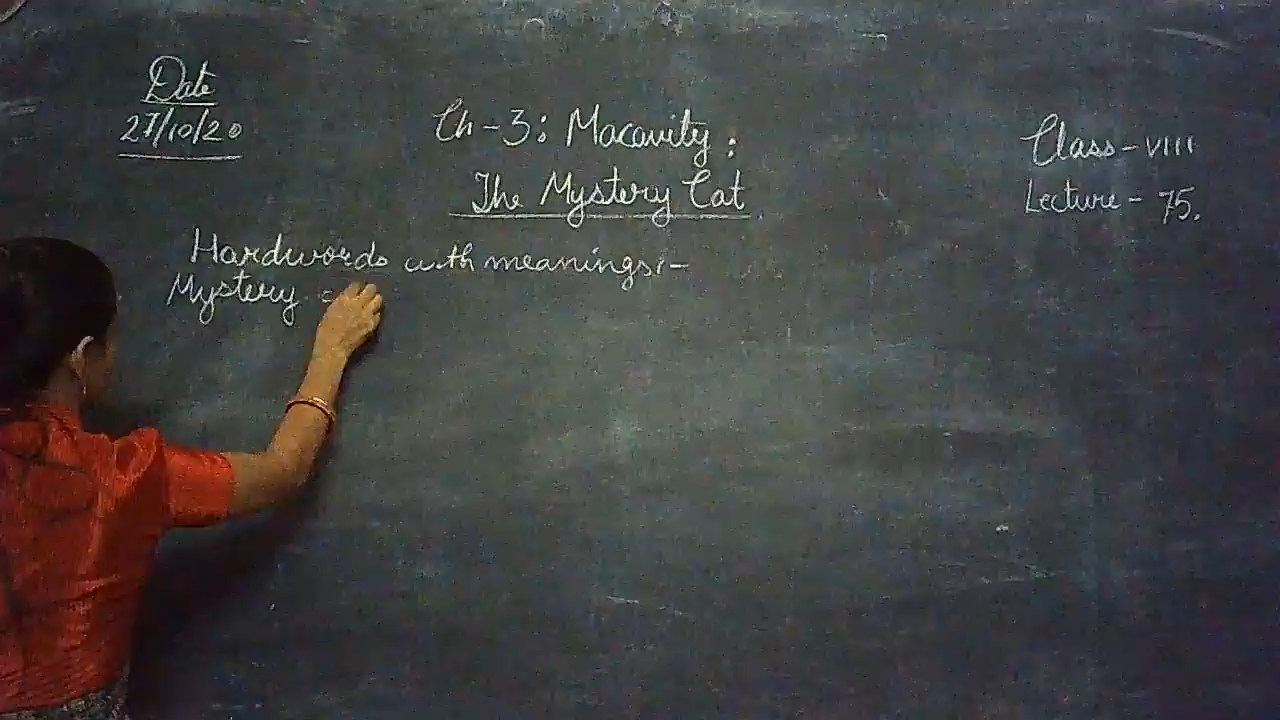 Date
27/10/20
Ch-3: Macavity:
The Mystery Cat
Class-VIII
Lecture- 75.
Hardwords with meanings:-
Mystery